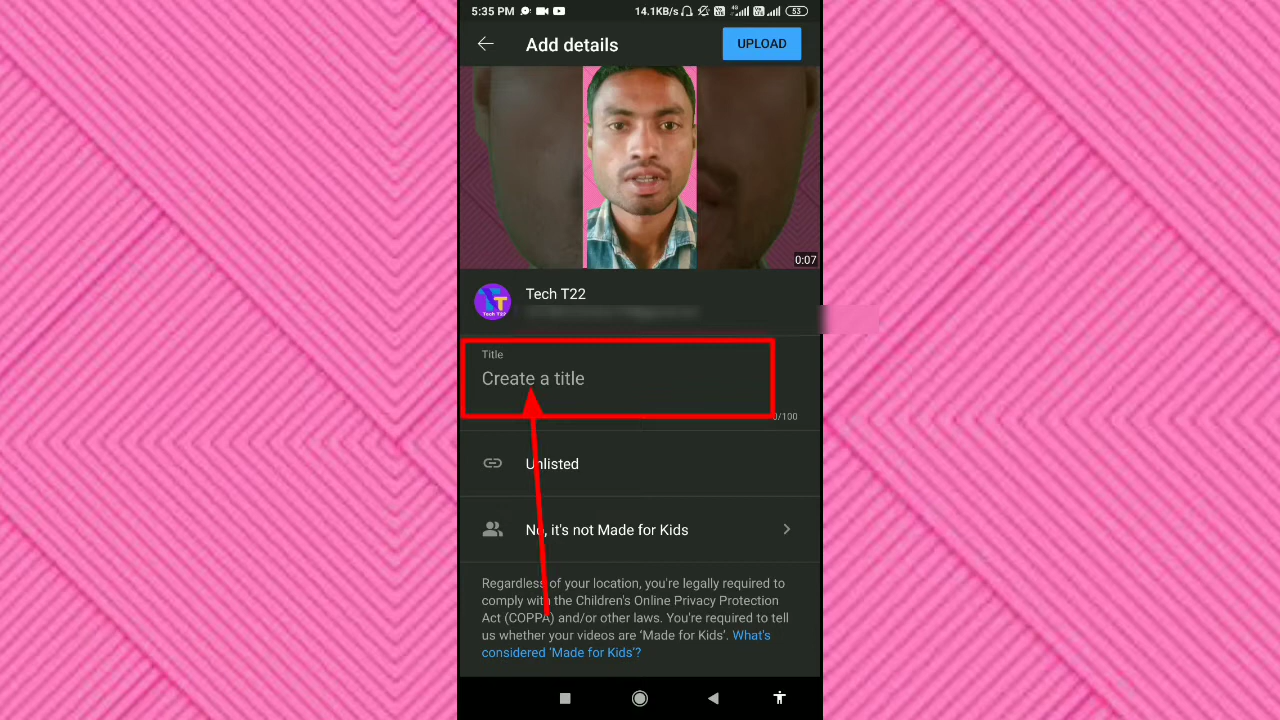 5:35 PM 14.1KB/s 4G 53
Add details
UPLOAD
0:07
Tech T22
T
Tech T22
Title
Create a title
0/100
Unlisted
No, it's not Made for Kids
Regardless of your location, you're legally required to
comply with the Children's Online Privacy Protection
Act (COPPA) and/or other laws. You're required to tell
us whether your videos are ‘Made for Kids’. What's
considered ‘Made for Kids’?